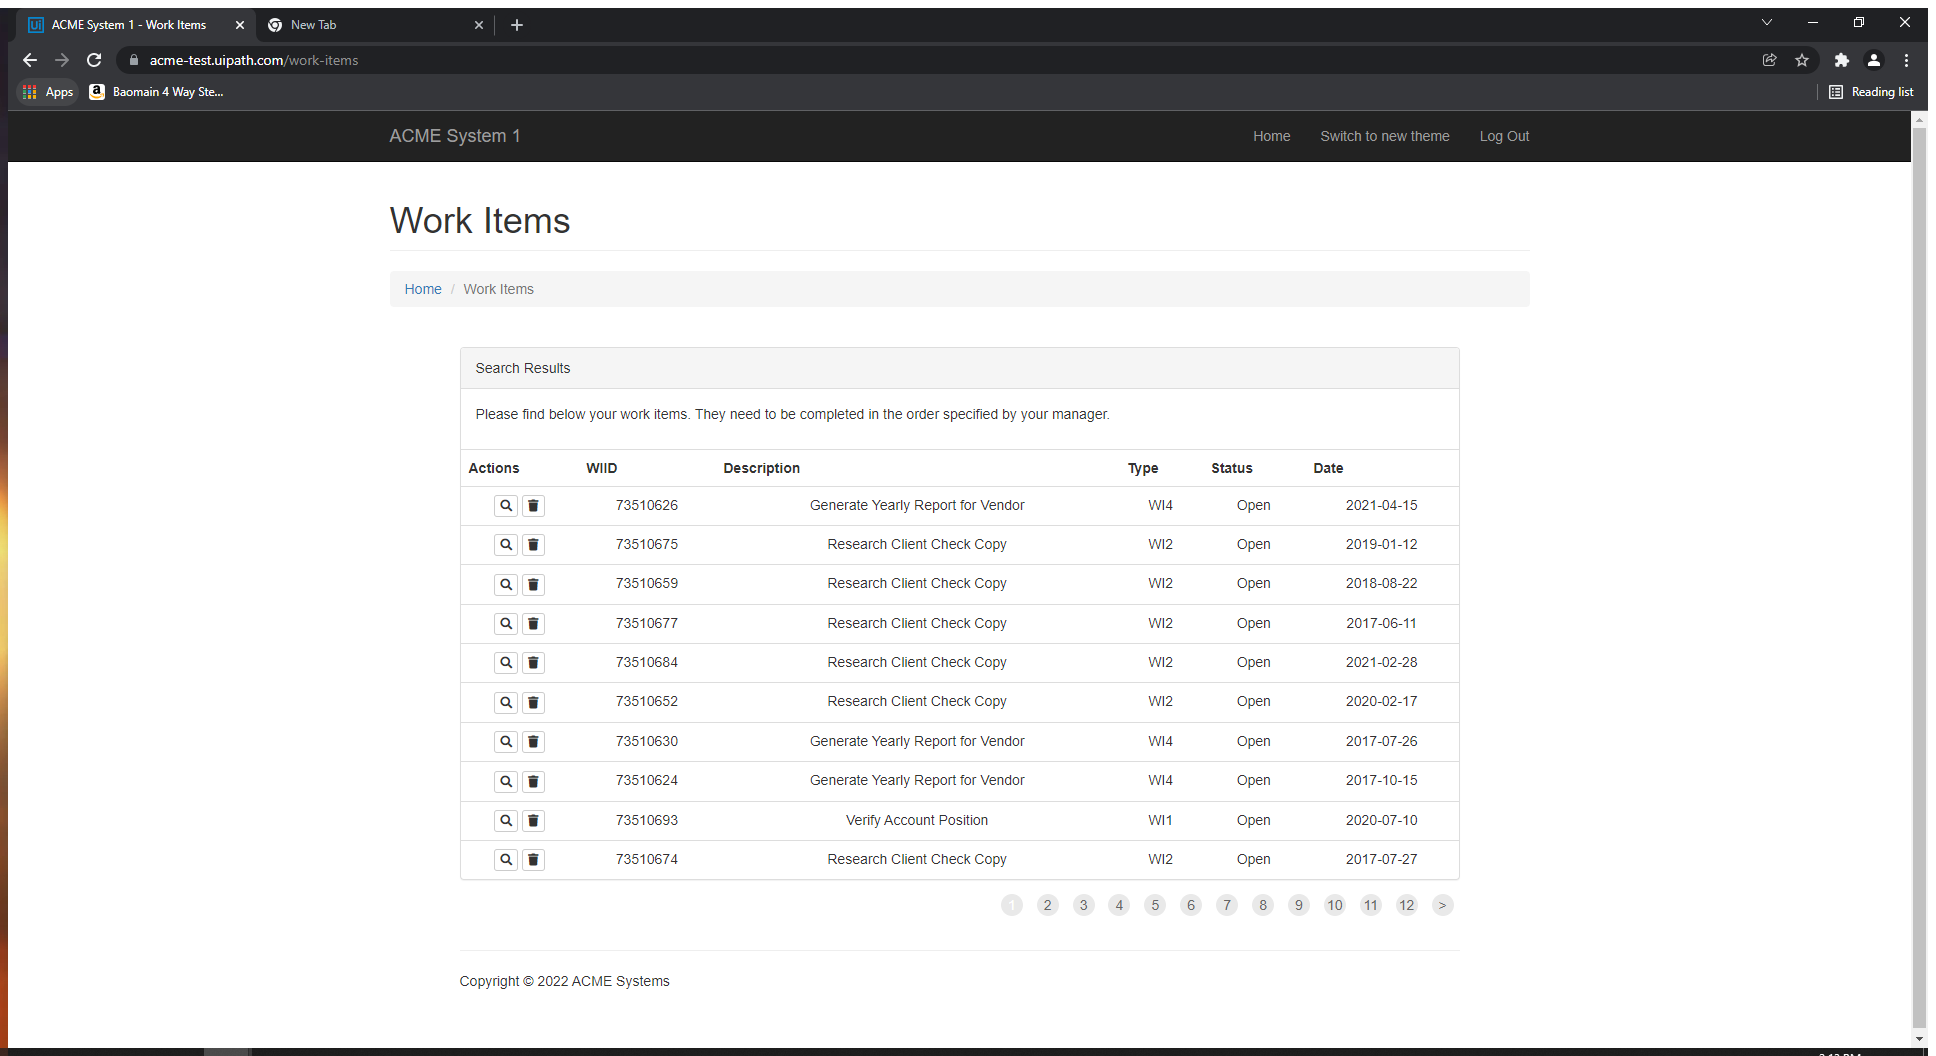 ACME System 1 - Work Items
New Tab
acme-test.uipath.com/work-items
Apps
Baomain 4 Way Ste...
Reading list
ACME System 1
Home
Switch to new theme
Log Out
Work Items
Home / Work Items
Search Results
Please find below your work items. They need to be completed in the order specified by your manager.
Actions WIID Description Type Status Date
73510626 Generate Yearly Report for Vendor WI4 Open 2021-04-15
73510675 Research Client Check Copy WI2 Open 2019-01-12
73510659 Research Client Check Copy WI2 Open 2018-08-22
73510677 Research Client Check Copy WI2 Open 2017-06-11
73510684 Research Client Check Copy WI2 Open 2021-02-28
73510652 Research Client Check Copy WI2 Open 2020-02-17
73510630 Generate Yearly Report for Vendor WI4 Open 2017-07-26
73510624 Generate Yearly Report for Vendor WI4 Open 2017-10-15
73510693 Verify Account Position WI1 Open 2020-07-10
73510674 Research Client Check Copy WI2 Open 2017-07-27
1 2 3 4 5 6 7 8 9 10 11 12 >
Copyright © 2022 ACME Systems